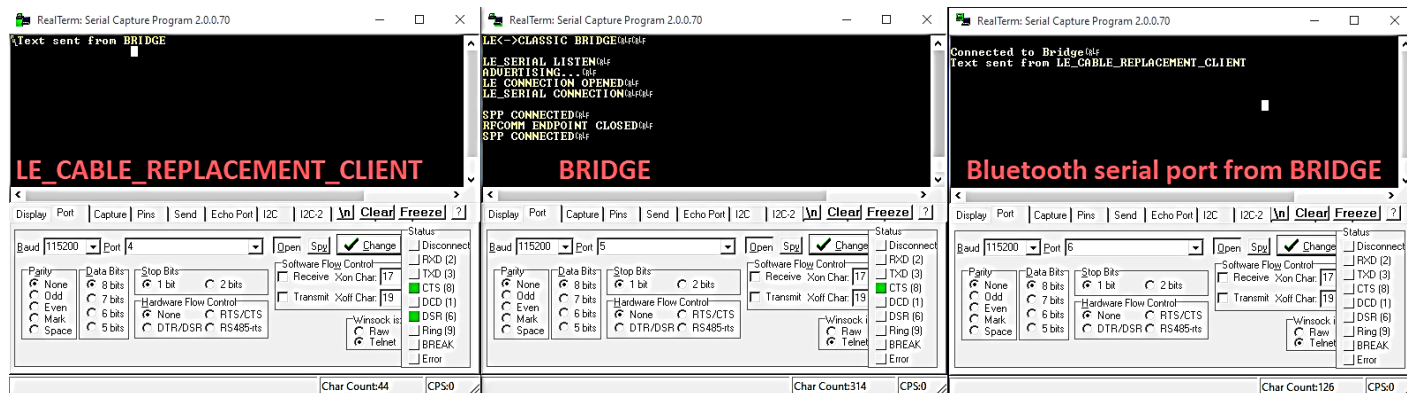 RealTerm: Serial Capture Program 2.0.0.70
\Text sent from BRIDGE
LE_CABLE_REPLACEMENT_CLIENT
Display Port Capture Pins Send Echo Port I2C I2C-2 \n Clear Freeze ?
Baud 115200 Port 4 Open Spy Change
Parity
None
Odd
Even
Mark
Space
Data Bits
8 bits
7 bits
6 bits
5 bits
Stop Bits
1 bit 2 bits
Hardware Flow Control
None RTS/CTS
DTR/DSR RS485-rts
Software Flow Control
Receive Xon Char: 17
Transmit Xoff Char: 19
Winsock is:
Raw
Telnet
Status
Disconnect
RXD (2)
TXD (3)
CTS (8)
DCD (1)
DSR (6)
Ring (9)
BREAK
Error
Char Count:44 CPS:0
RealTerm: Serial Capture Program 2.0.0.70
LE<->CLASSIC BRIDGECRLFCRLF
LE_SERIAL LISTENCRLF
ADVERTISING...CRLF
LE CONNECTION OPENEDCRLF
LE_SERIAL CONNECTIONCRLFCRLF
SPP CONNECTEDCRLF
RFCOMM ENDPOINT CLOSEDCRLF
SPP CONNECTEDCRLF
BRIDGE
Display Port Capture Pins Send Echo Port I2C I2C-2 \n Clear Freeze ?
Baud 115200 Port 5 Open Spy Change
Parity
None
Odd
Even
Mark
Space
Data Bits
8 bits
7 bits
6 bits
5 bits
Stop Bits
1 bit 2 bits
Hardware Flow Control
None RTS/CTS
DTR/DSR RS485-rts
Software Flow Control
Receive Xon Char: 17
Transmit Xoff Char: 19
Winsock is:
Raw
Telnet
Status
Disconnect
RXD (2)
TXD (3)
CTS (8)
DCD (1)
DSR (6)
Ring (9)
BREAK
Error
Char Count:314 CPS:0
RealTerm: Serial Capture Program 2.0.0.70
Connected to BridgeCRLF
Text sent from LE_CABLE_REPLACEMENT_CLIENT
Bluetooth serial port from BRIDGE
Display Port Capture Pins Send Echo Port I2C I2C-2 \n Clear Freeze ?
Baud 115200 Port 6 Open Spy Change
Parity
None
Odd
Even
Mark
Space
Data Bits
8 bits
7 bits
6 bits
5 bits
Stop Bits
1 bit 2 bits
Hardware Flow Control
None RTS/CTS
DTR/DSR RS485-rts
Software Flow Control
Receive Xon Char: 17
Transmit Xoff Char: 19
Winsock i
Raw
Telnet
Status
Disconnect
RXD (2)
TXD (3)
CTS (8)
DCD (1)
DSR (6)
Ring (9)
BREAK
Error
Char Count:126 CPS:0